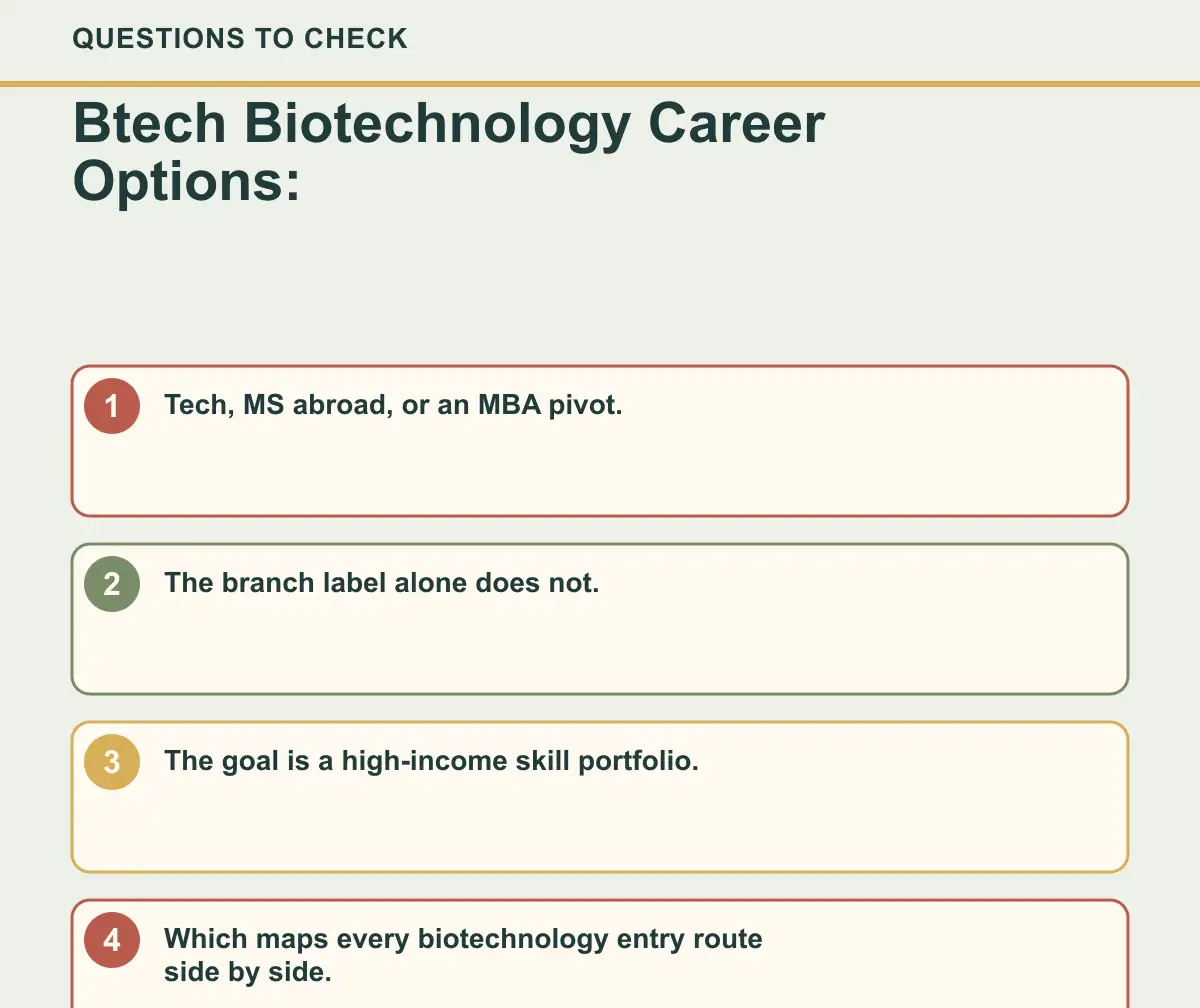 QUESTIONS TO CHECK
Btech Biotechnology Career
Options:
1
Tech, MS abroad, or an MBA pivot.
2
The branch label alone does not.
3
The goal is a high-income skill portfolio.
4
Which maps every biotechnology entry route
side by side.